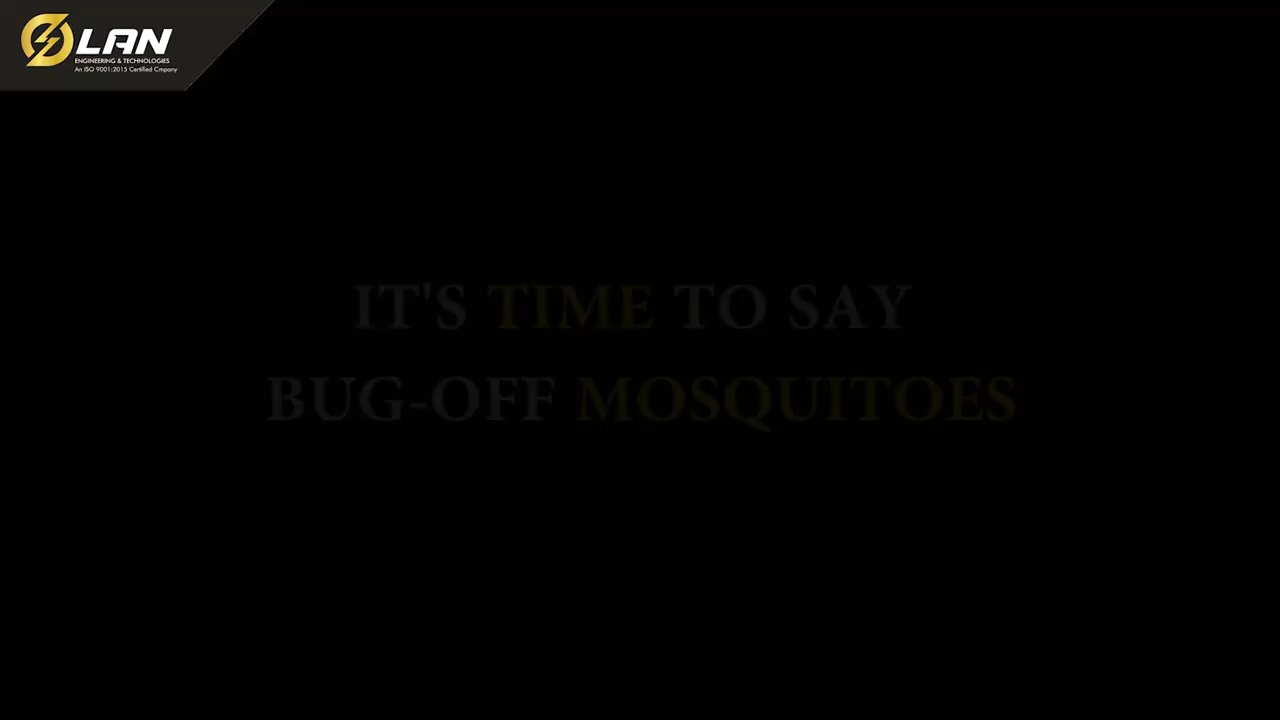 LAN
ENGINEERING & TECHNOLOGIES
An ISO 9001:2015 Certified Cmpany
IT'S TIME TO SAY
BUG-OFF MOSQUITOES